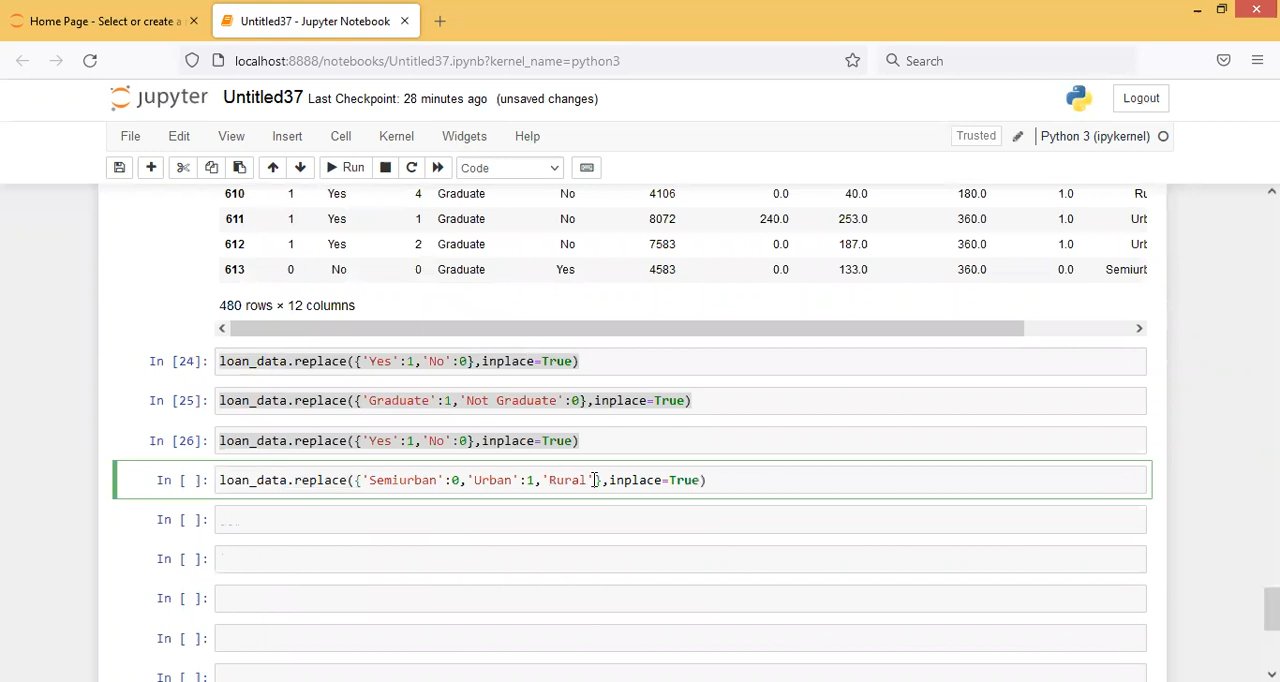 Home Page - Select or create a
Untitled37 - Jupyter Notebook
localhost:8888/notebooks/Untitled37.ipynb?kernel_name=python3
Search
jupyter Untitled37 Last Checkpoint: 28 minutes ago (unsaved changes)
Logout
File Edit View Insert Cell Kernel Widgets Help
Trusted
Python 3 (ipykernel)
Run
Code
610 1 Yes 4 Graduate No 4106 0.0 40.0 180.0 1.0 Ru
611 1 Yes 1 Graduate No 8072 240.0 253.0 360.0 1.0 Urb
612 1 Yes 2 Graduate No 7583 0.0 187.0 360.0 1.0 Urb
613 0 No 0 Graduate Yes 4583 0.0 133.0 360.0 0.0 Semiurb
480 rows × 12 columns
In [24]: loan_data.replace({'Yes':1,'No':0},inplace=True)
In [25]: loan_data.replace({'Graduate':1,'Not Graduate':0},inplace=True)
In [26]: loan_data.replace({'Yes':1,'No':0},inplace=True)
In [ ]: loan_data.replace({'Semiurban':0,'Urban':1,'Rural'},inplace=True)
In [ ]:
In [ ]:
In [ ]:
In [ ]:
In [ ]: